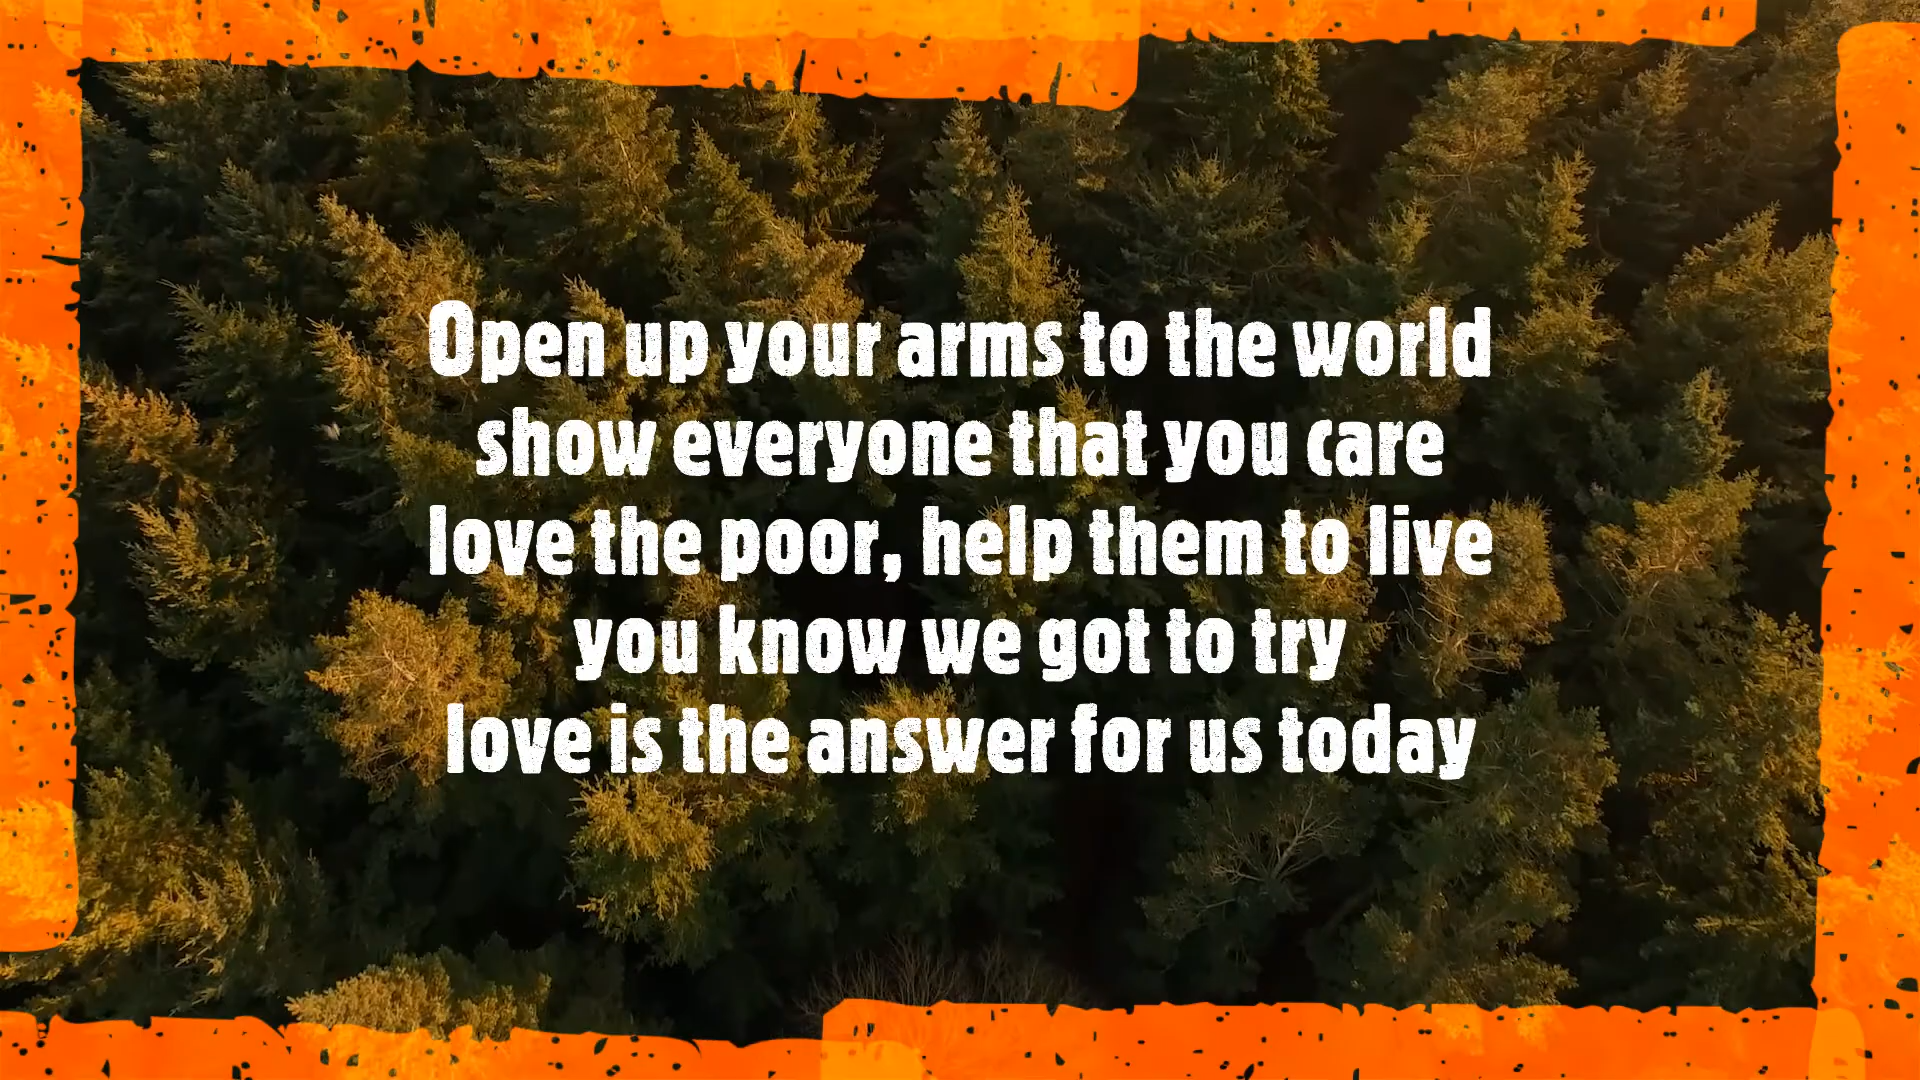 Open up your arms to the world
show everyone that you care
love the poor, help them to live
you know we got to try
love is the answer for us today